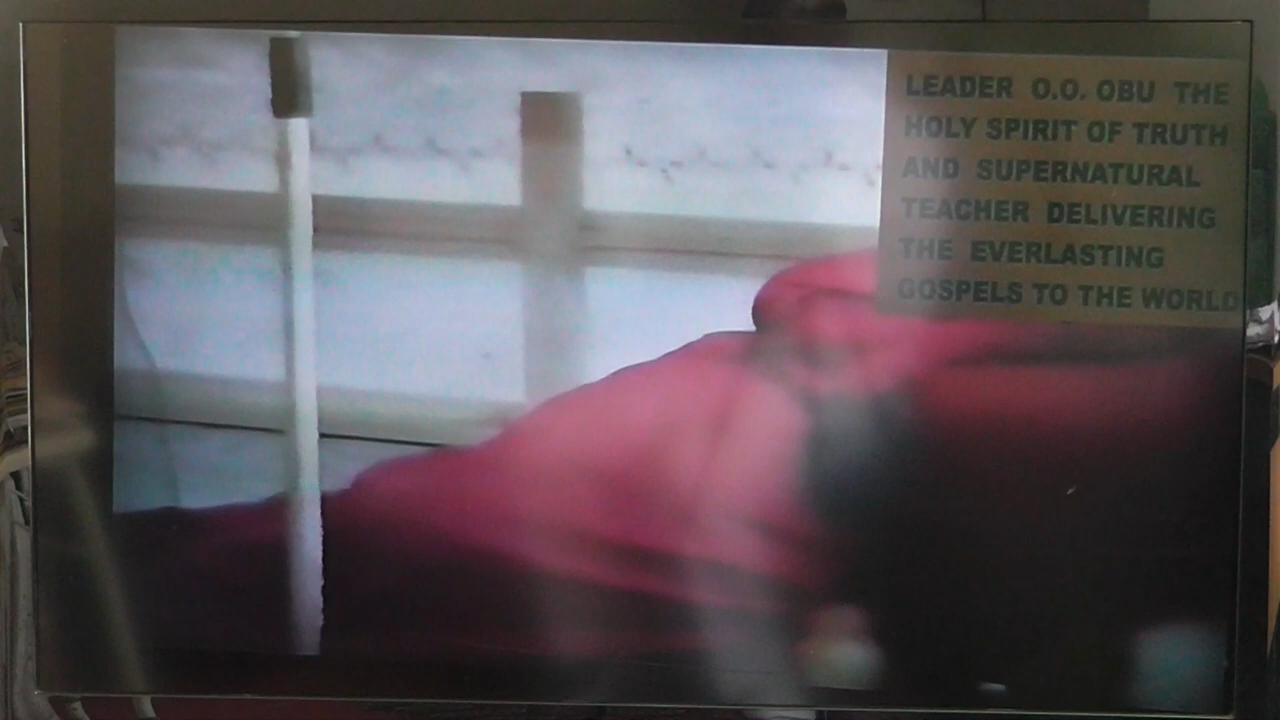 LEADER O.O. OBU THE
HOLY SPIRIT OF TRUTH
AND SUPERNATURAL
TEACHER DELIVERING
THE EVERLASTING
GOSPELS TO THE WORLD